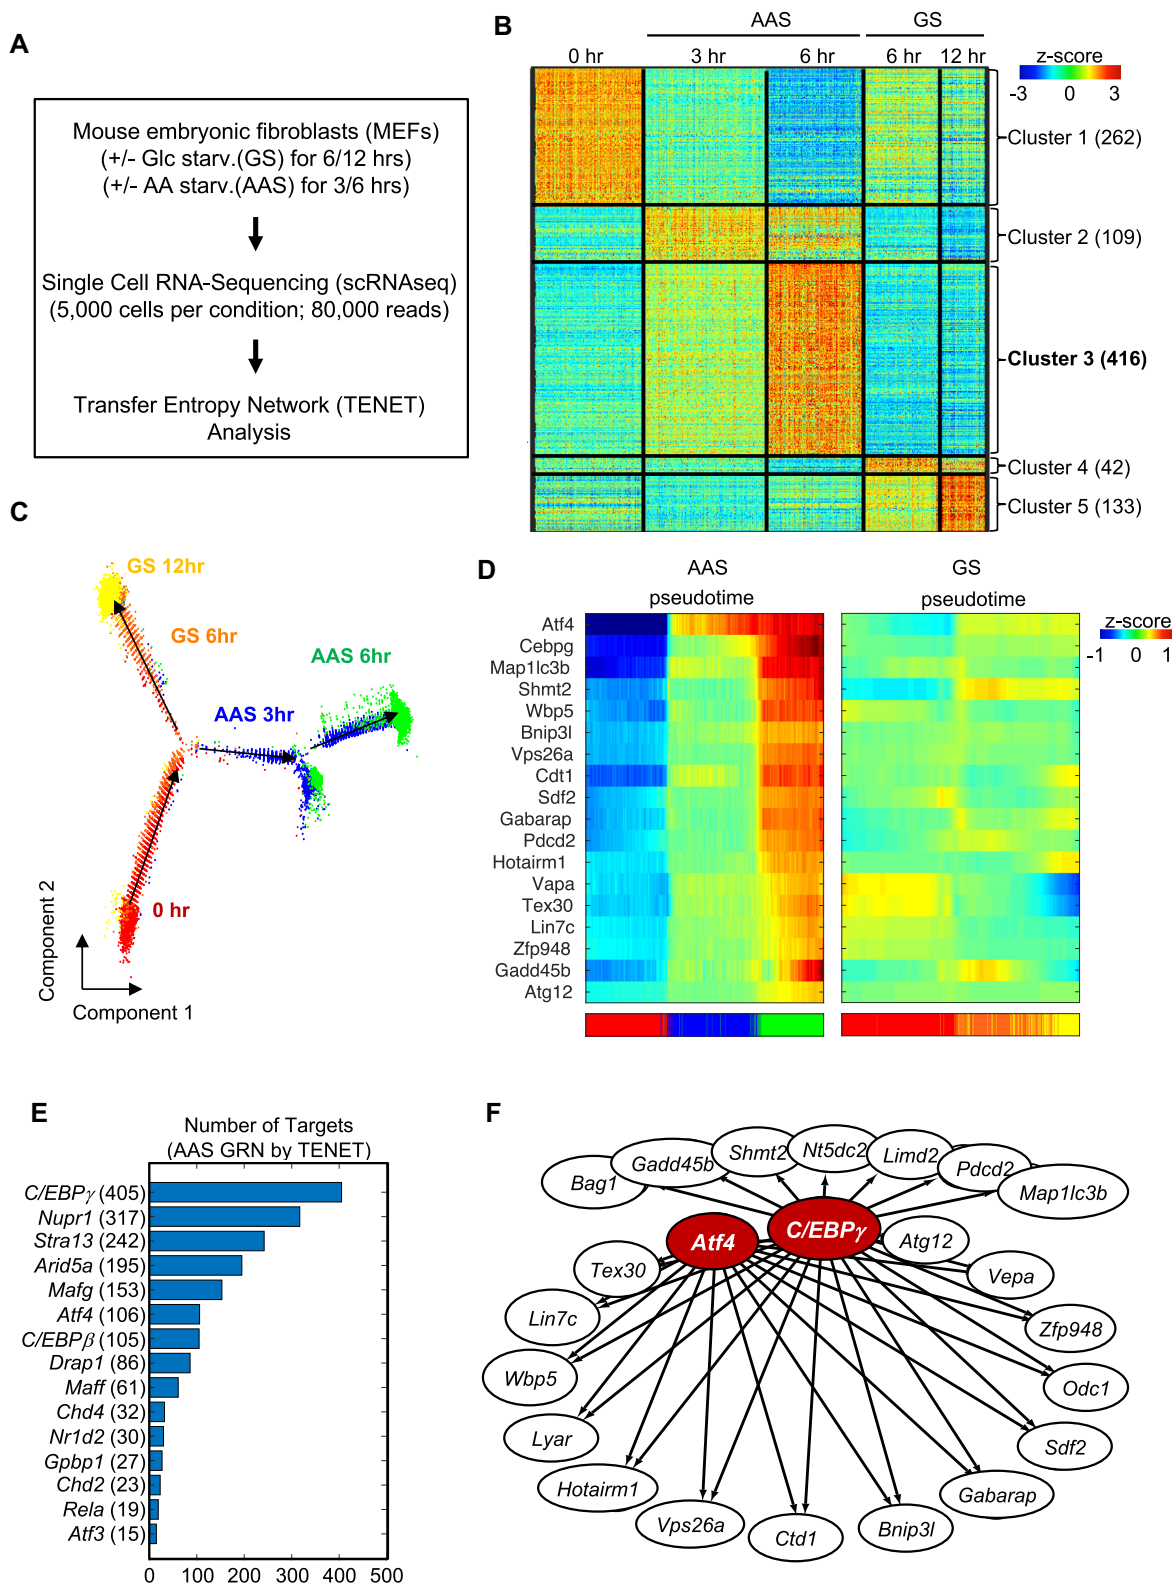 A
Mouse embryonic fibroblasts (MEFs)
(+/- Glc starv.(GS) for 6/12 hrs)
(+/- AA starv.(AAS) for 3/6 hrs)
Single Cell RNA-Sequencing (scRNAseq)
(5,000 cells per condition; 80,000 reads)
Transfer Entropy Network (TENET)
Analysis
B
AAS GS
0 hr 3 hr 6 hr 6 hr 12 hr
z-score
-3 0 3
Cluster 1 (262)
Cluster 2 (109)
Cluster 3 (416)
Cluster 4 (42)
Cluster 5 (133)
C
GS 12hr
GS 6hr
AAS 6hr
AAS 3hr
0 hr
Component 2
Component 1
D
AAS GS
pseudotime pseudotime
z-score
-1 0 1
Atf4
Cebpg
Map1lc3b
Shmt2
Wbp5
Bnip3l
Vps26a
Cdt1
Sdf2
Gabarap
Pdcd2
Hotairm1
Vapa
Tex30
Lin7c
Zfp948
Gadd45b
Atg12
E
Number of Targets
(AAS GRN by TENET)
0 100 200 300 400 500
C/EBPγ (405)
Nupr1 (317)
Stra13 (242)
Arid5a (195)
Mafg (153)
Atf4 (106)
C/EBPβ (105)
Drap1 (86)
Maff (61)
Chd4 (32)
Nr1d2 (30)
Gpbp1 (27)
Chd2 (23)
Rela (19)
Atf3 (15)
0 100 200 300 400 500
F
Bag1
Gadd45b
Shmt2
Nt5dc2
Limd2
Pdcd2
Map1lc3b
Atf4
C/EBPγ
Atg12
Tex30
Vepa
Lin7c
Zfp948
Wbp5
Odc1
Lyar
Sdf2
Hotairm1
Gabarap
Vps26a
Ctd1
Bnip3l